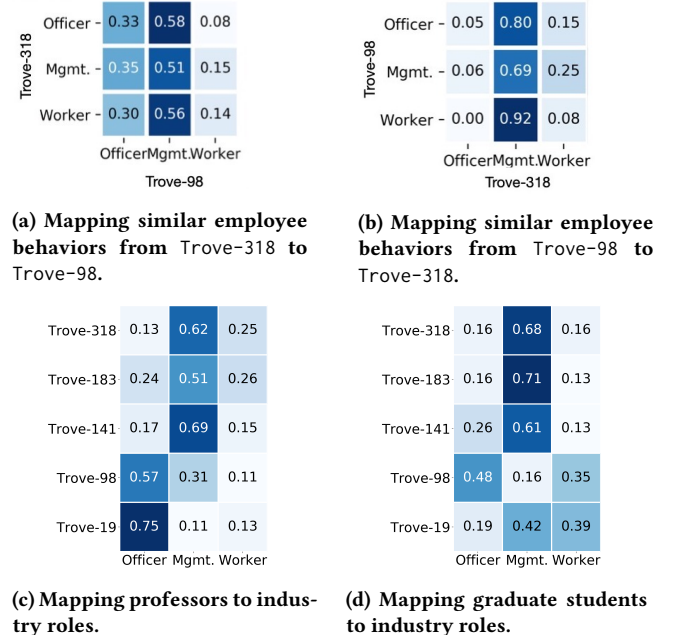 Trove-318
Officer 0.33 0.58 0.08
Mgmt. 0.35 0.51 0.15
Worker 0.30 0.56 0.14
Officer Mgmt. Worker
Trove-98
(a) Mapping similar employee
behaviors from Trove-318 to
Trove-98.
Trove-98
Officer 0.05 0.80 0.15
Mgmt. 0.06 0.69 0.25
Worker 0.00 0.92 0.08
Officer Mgmt. Worker
Trove-318
(b) Mapping similar employee
behaviors from Trove-98 to
Trove-318.
Trove-318 0.13 0.62 0.25
Trove-183 0.24 0.51 0.26
Trove-141 0.17 0.69 0.15
Trove-98 0.57 0.31 0.11
Trove-19 0.75 0.11 0.13
Officer Mgmt. Worker
(c) Mapping professors to indus-
try roles.
Trove-318 0.16 0.68 0.16
Trove-183 0.16 0.71 0.13
Trove-141 0.26 0.61 0.13
Trove-98 0.48 0.16 0.35
Trove-19 0.19 0.42 0.39
Officer Mgmt. Worker
(d) Mapping graduate students
to industry roles.